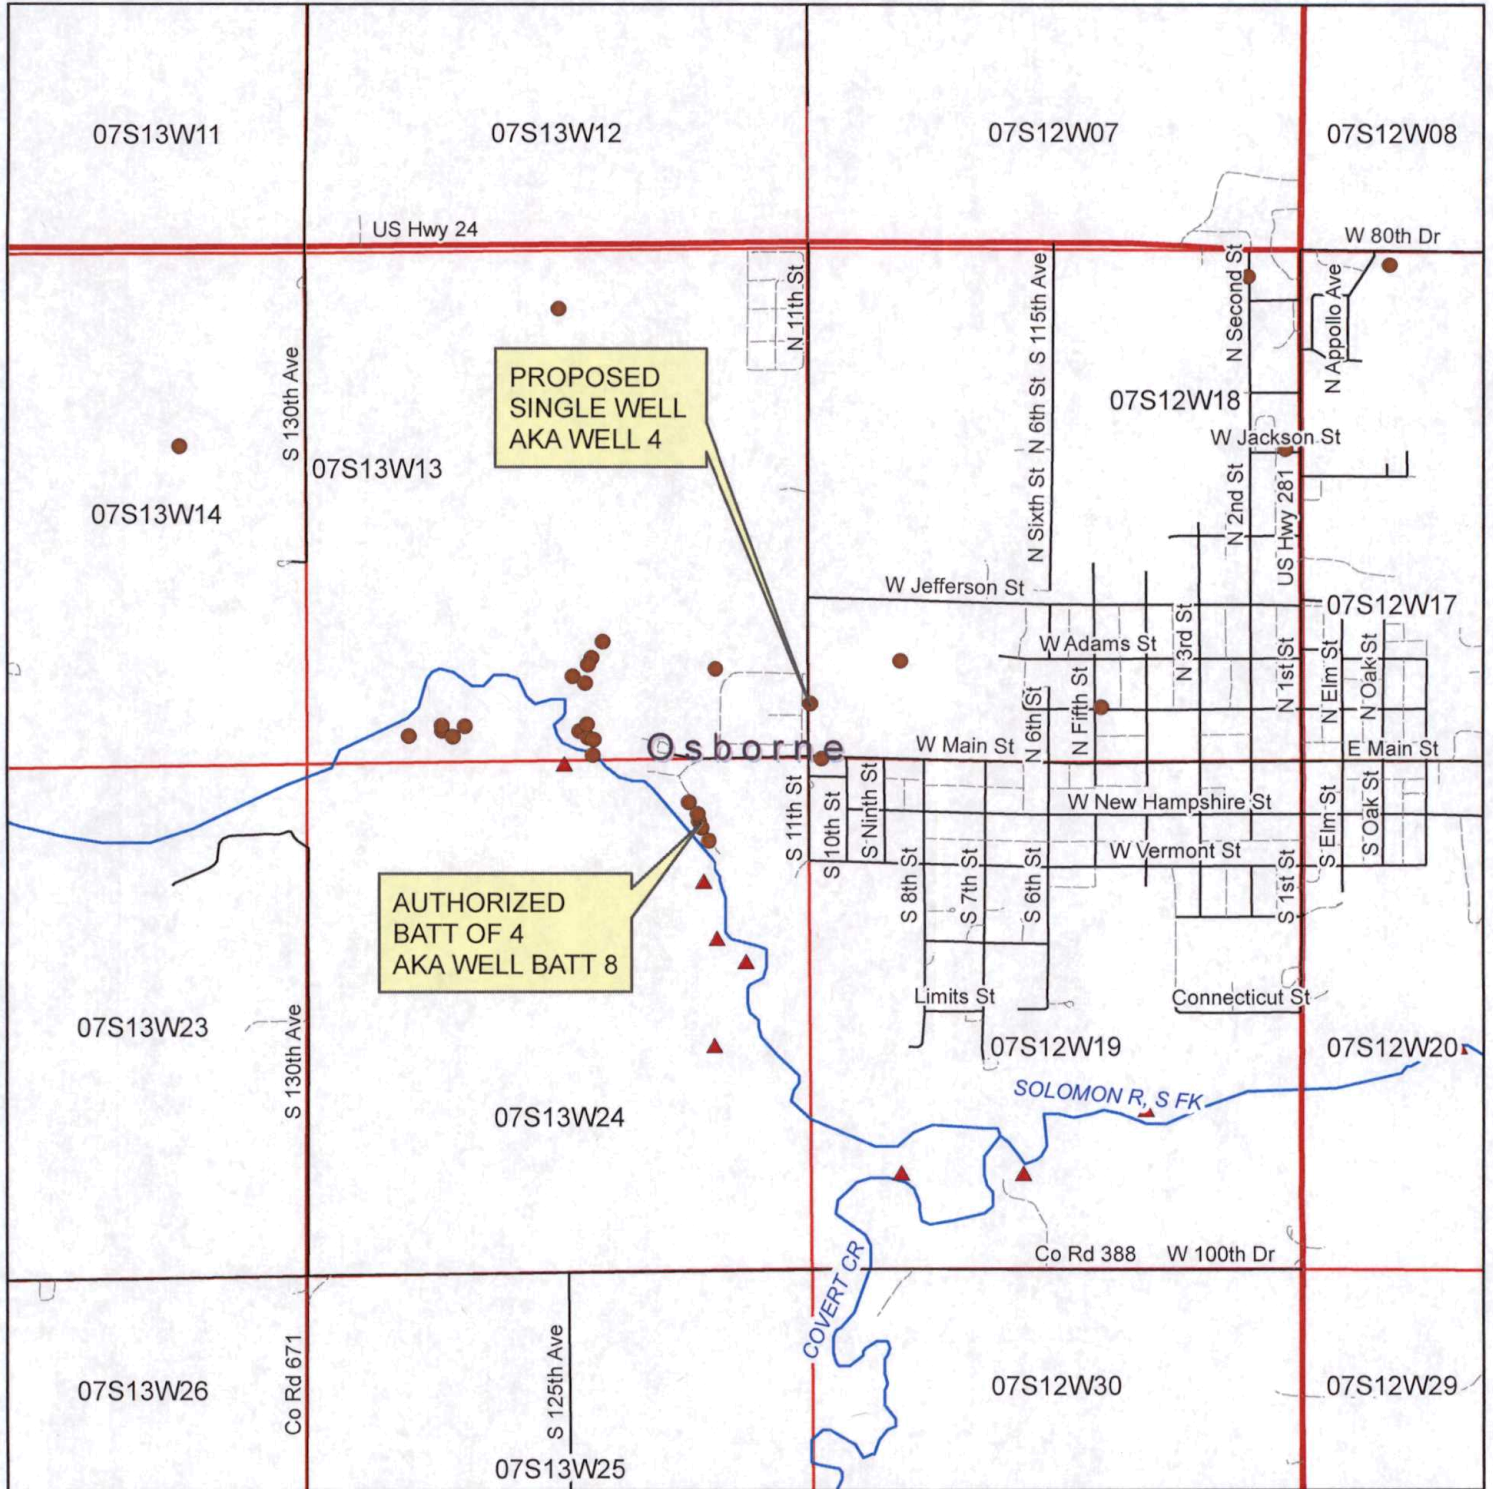 07S13W11
07S13W12
07S12W07
07S12W08
US Hwy 24
W 80th Dr
N 11th St
S 115th Ave
N Second St
N Appollo Ave
PROPOSED
SINGLE WELL
AKA WELL 4
S 130th Ave
N 6th St
07S12W18
W Jackson St
07S13W13
07S13W14
N Sixth St
N 2nd St
US Hwy 281
W Jefferson St
07S12W17
W Adams St
N 3rd St
N 1st St
N Elm St
N Oak St
N 6th St
N Fifth St
Osborne
W Main St
E Main St
S 11th St
S 10th St
S Ninth St
W New Hampshire St
S Elm St
S Oak St
W Vermont St
S 8th St
S 7th St
S 6th St
S 1st St
AUTHORIZED
BATT OF 4
AKA WELL BATT 8
Limits St
Connecticut St
07S13W23
S 130th Ave
07S12W19
07S12W20
07S13W24
SOLOMON R, S FK
COVERT CR
Co Rd 388
W 100th Dr
07S13W26
Co Rd 671
S 125th Ave
07S12W30
07S12W29
07S13W25